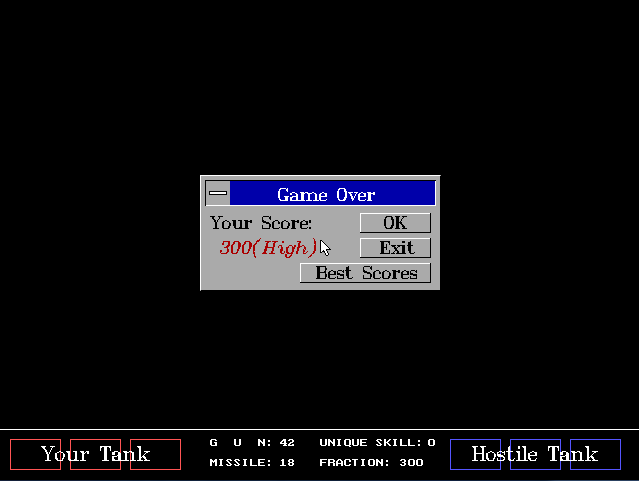 Game Over
Your Score:
OK
300(High)
Exit
Best Scores
Your Tank
G U N: 42
UNIQUE SKILL: 0
MISSILE: 18
FRACTION: 300
Hostile Tank